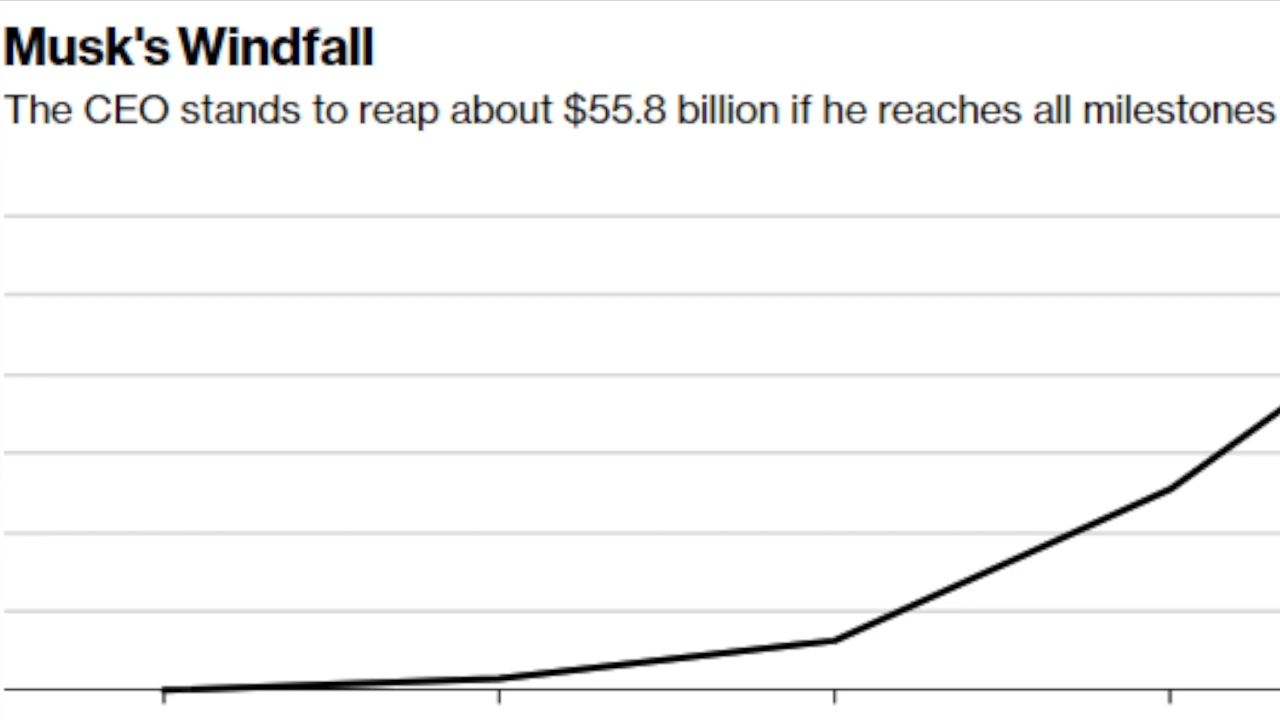 Musk's Windfall
The CEO stands to reap about $55.8 billion if he reaches all milestones